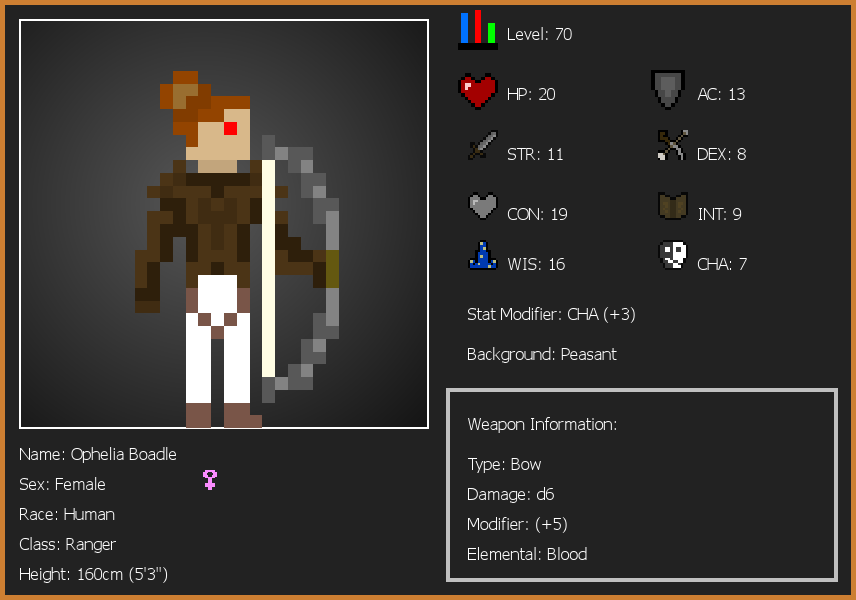 Level: 70
HP: 20
AC: 13
STR: 11
DEX: 8
CON: 19
INT: 9
WIS: 16
CHA: 7
Stat Modifier: CHA (+3)
Background: Peasant
Weapon Information:
Type: Bow
Damage: d6
Modifier: (+5)
Elemental: Blood
Name: Ophelia Boadle
Sex: Female
Race: Human
Class: Ranger
Height: 160cm (5'3")